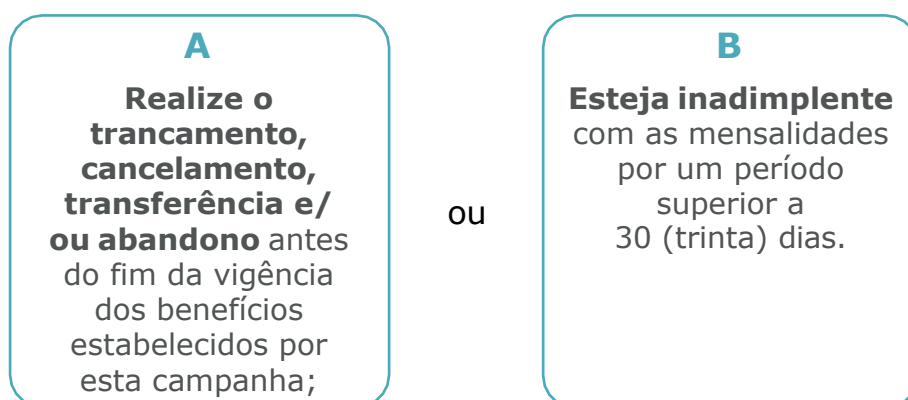 A
Realize o
trancamento,
cancelamento,
transferência e/
ou abandono antes
do fim da vigência
dos benefícios
estabelecidos por
esta campanha;
ou
B
Esteja inadimplente
com as mensalidades
por um período
superior a
30 (trinta) dias.